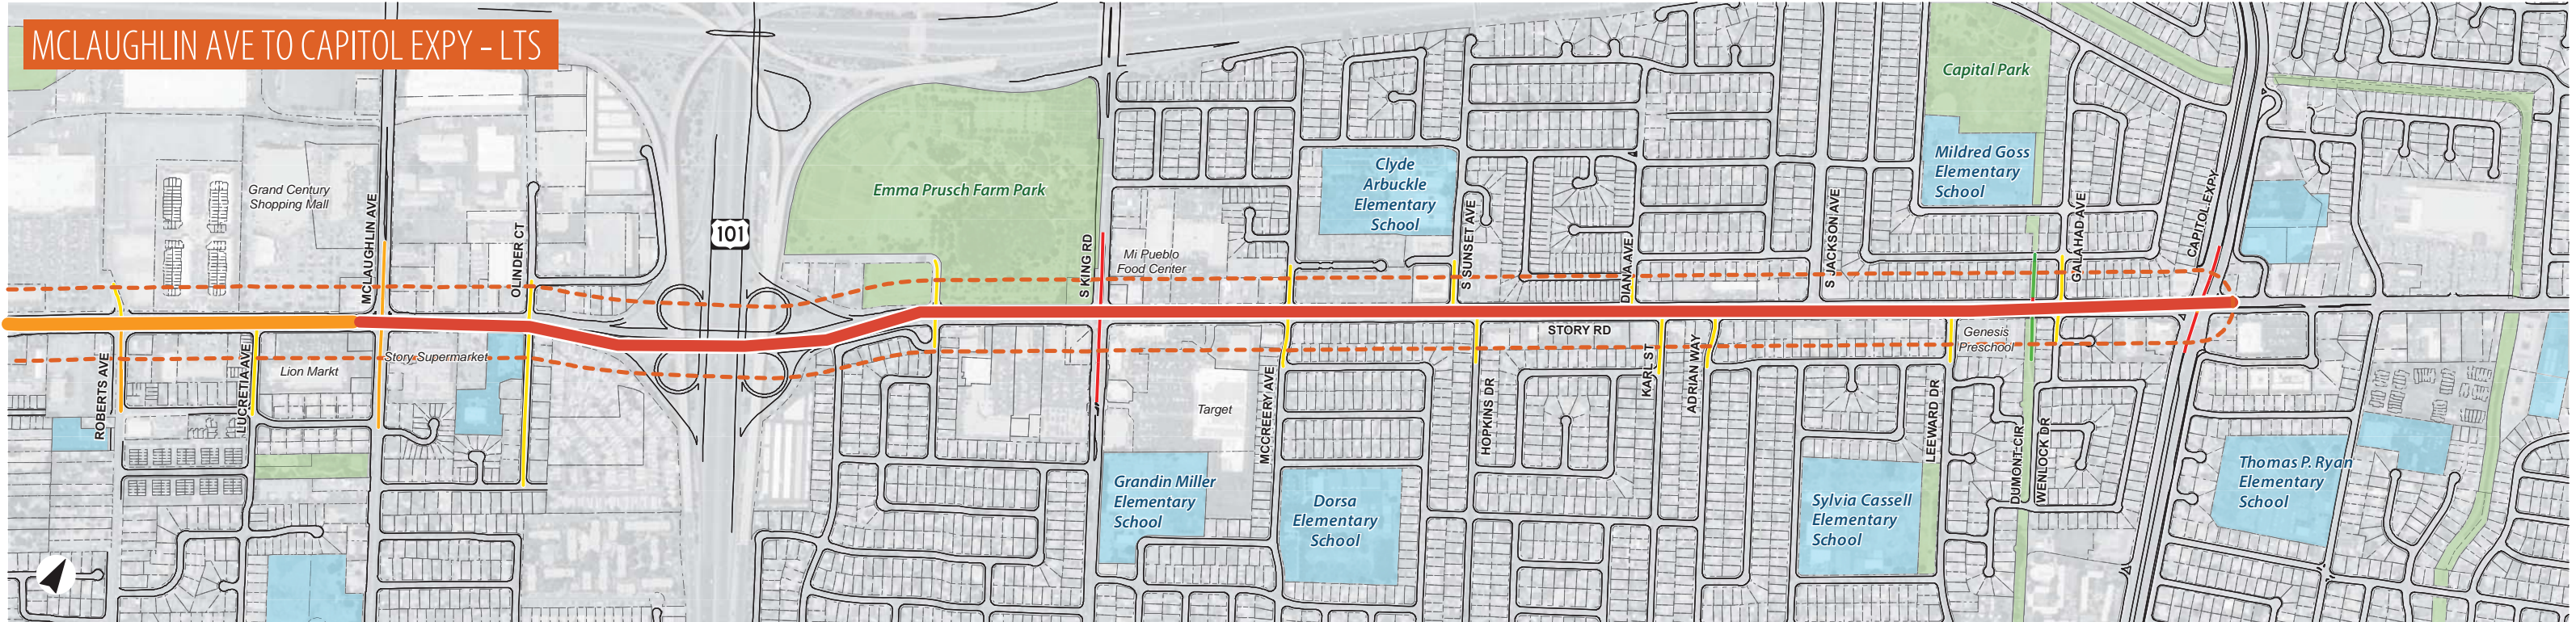 MCLAUGHLIN AVE TO CAPITOL EXPY – LTS
Capital Park
Clyde
Arbuckle
Elementary
School
Mildred Goss
Elementary
School
Grand Century
Shopping Mall
Emma Prusch Farm Park
MCLAUGHLIN AVE
OLINDER CT
101
S KING RD
Mi Pueblo
Food Center
S SUNSET AVE
DIANA AVE
S JACKSON AVE
GALAHAD AVE
CAPITOL EXPY
STORY RD
Genesis
Preschool
ROBERTS AVE
LUCRETIA AVE
Lion Markt
Story Supermarket
Target
MCCREERY AVE
HOPKINS DR
KARL ST
ADRIAN WAY
LEEWARD DR
DUMONT CIR
WENLOCK DR
Grandin Miller
Elementary
School
Dorsa
Elementary
School
Sylvia Cassell
Elementary
School
Thomas P. Ryan
Elementary
School